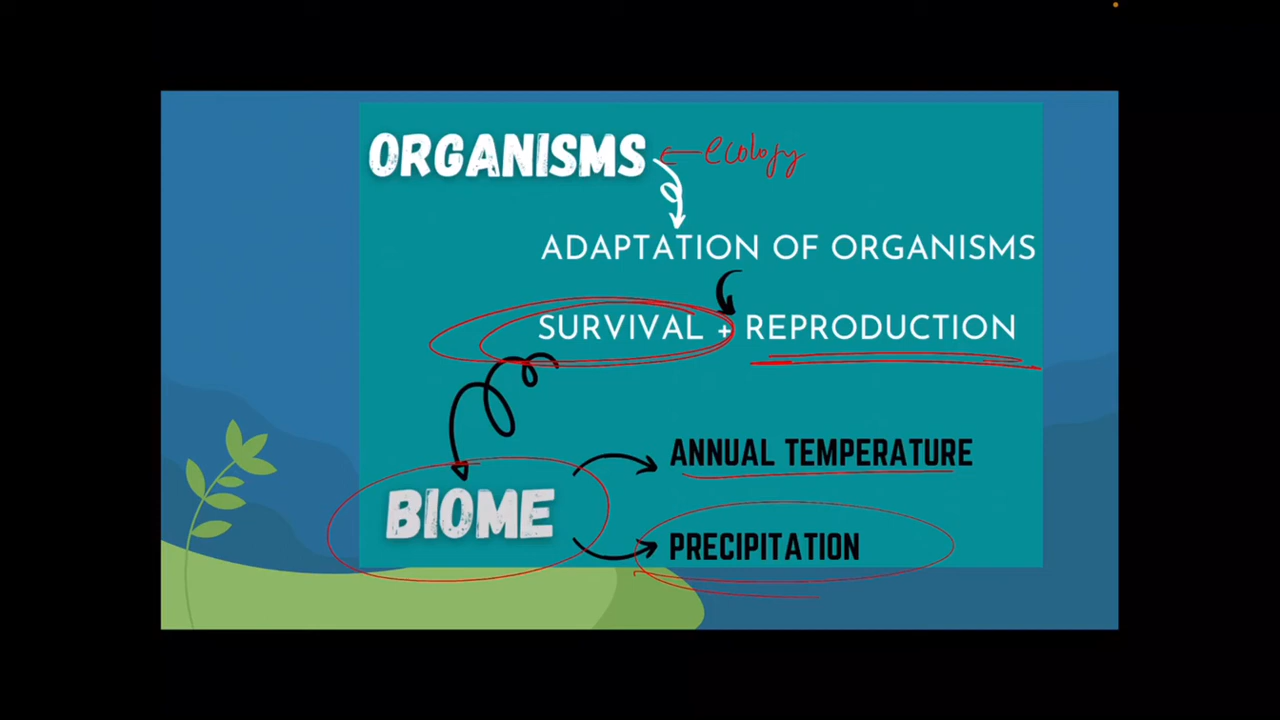 ORGANISMS ecology
ADAPTATION OF ORGANISMS
SURVIVAL + REPRODUCTION
ANNUAL TEMPERATURE
BIOME
PRECIPITATION